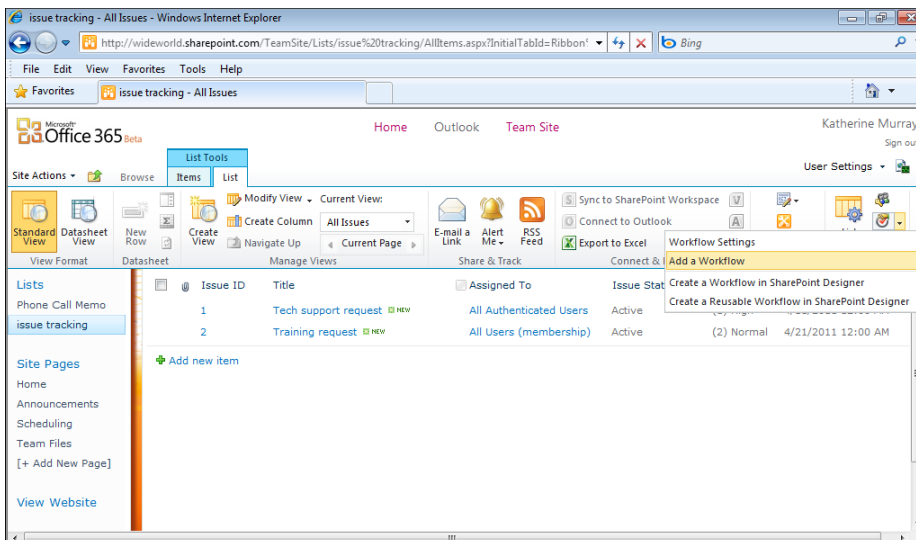 issue tracking - All Issues - Windows Internet Explorer
http://wideworld.sharepoint.com/TeamSite/Lists/issue%20tracking/AllItems.aspx?InitialTabId=Ribbon%
Bing
File Edit View Favorites Tools Help
Favorites issue tracking - All Issues
Microsoft
Office 365 Beta
Home Outlook Team Site
Katherine Murray
Sign out
List Tools
Site Actions Browse Items List User Settings
Standard View
Datasheet View
New Row
Create View
Modify View
Create Column
Navigate Up
Current View:
All Issues
Current Page
E-mail a Link
Alert Me
RSS Feed
Sync to SharePoint Workspace
Connect to Outlook
Export to Excel
View Format Datasheet Manage Views Share & Track Connect &
Workflow Settings
Add a Workflow
Create a Workflow in SharePoint Designer
Create a Reusable Workflow in SharePoint Designer
Lists
Phone Call Memo
issue tracking
Site Pages
Home
Announcements
Scheduling
Team Files
[+ Add New Page]
View Website
Issue ID Title Assigned To Issue Stat
1 Tech support request NEW All Authenticated Users Active
2 Training request NEW All Users (membership) Active (2) Normal 4/21/2011 12:00 AM
Add new item